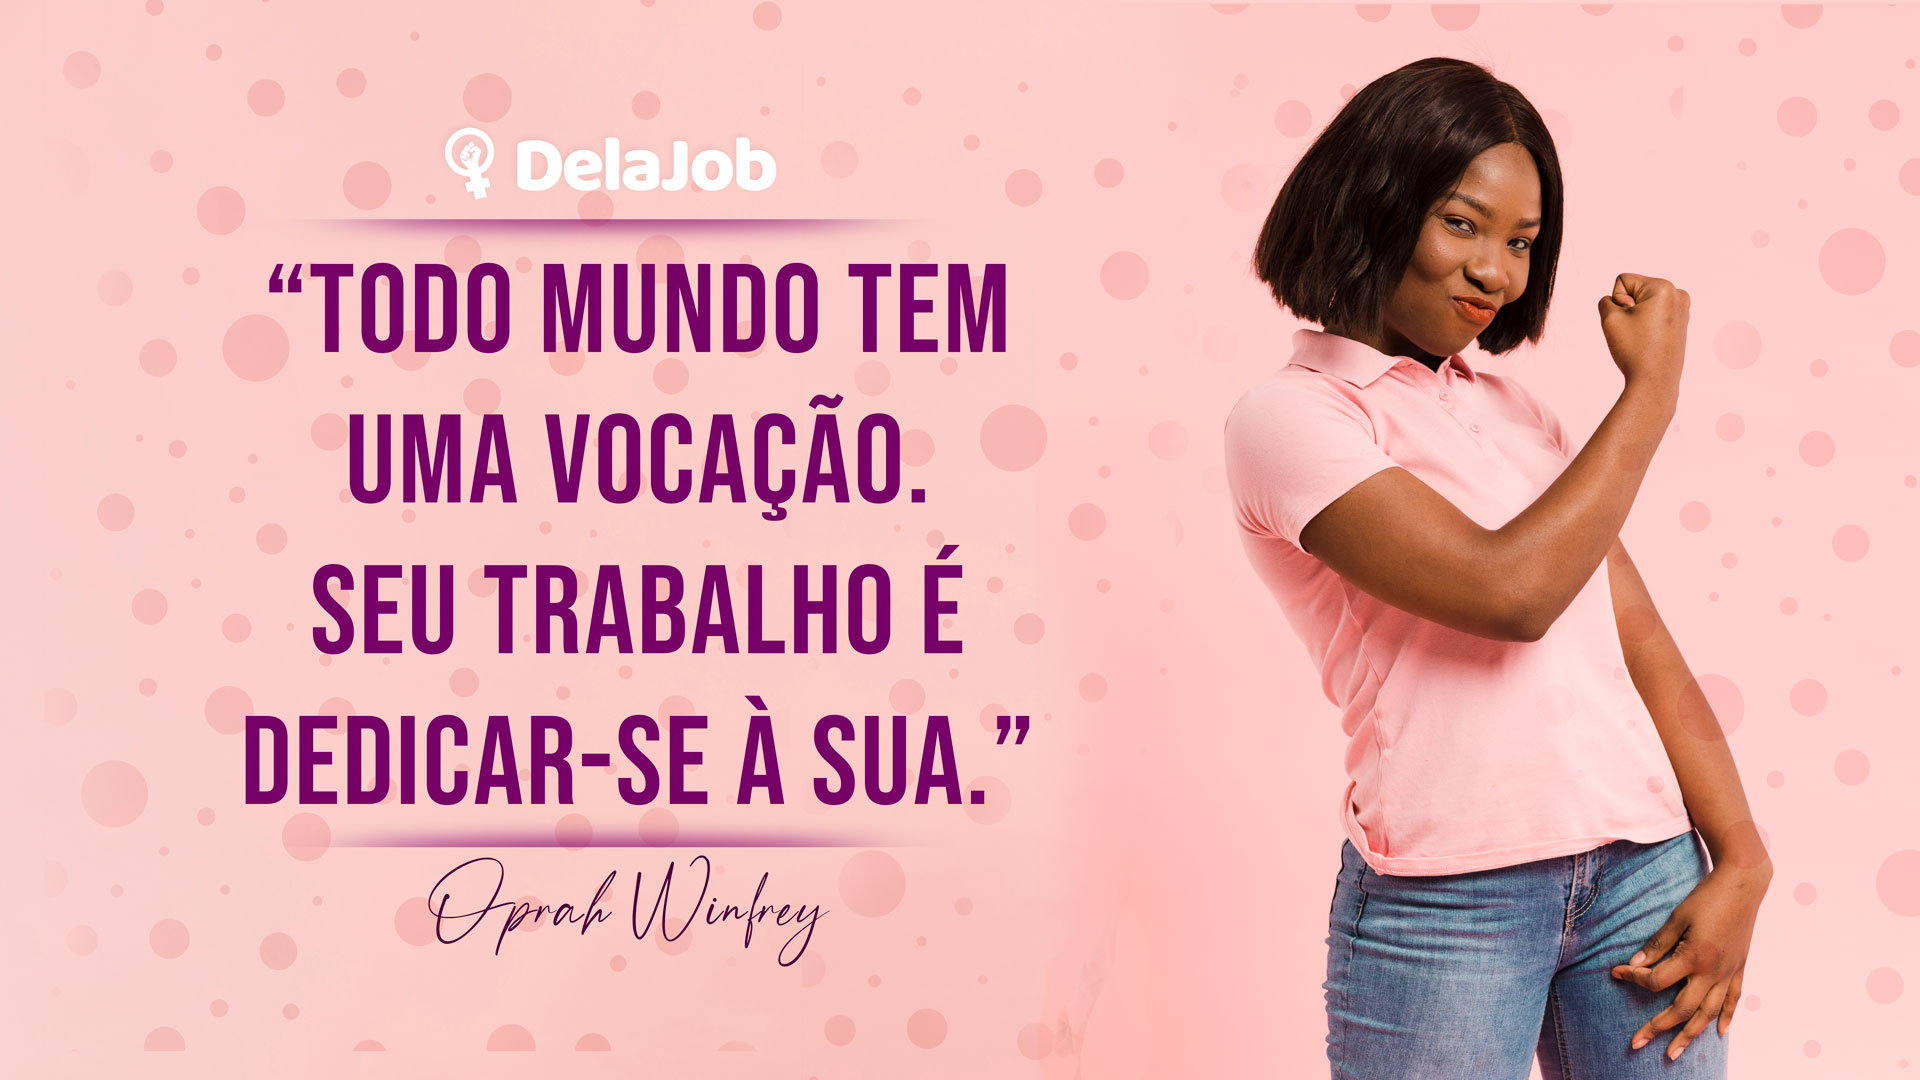 DelaJob
“TODO MUNDO TEM
UMA VOCAÇÃO.
SEU TRABALHO É
DEDICAR-SE À SUA.”
Oprah Winfrey